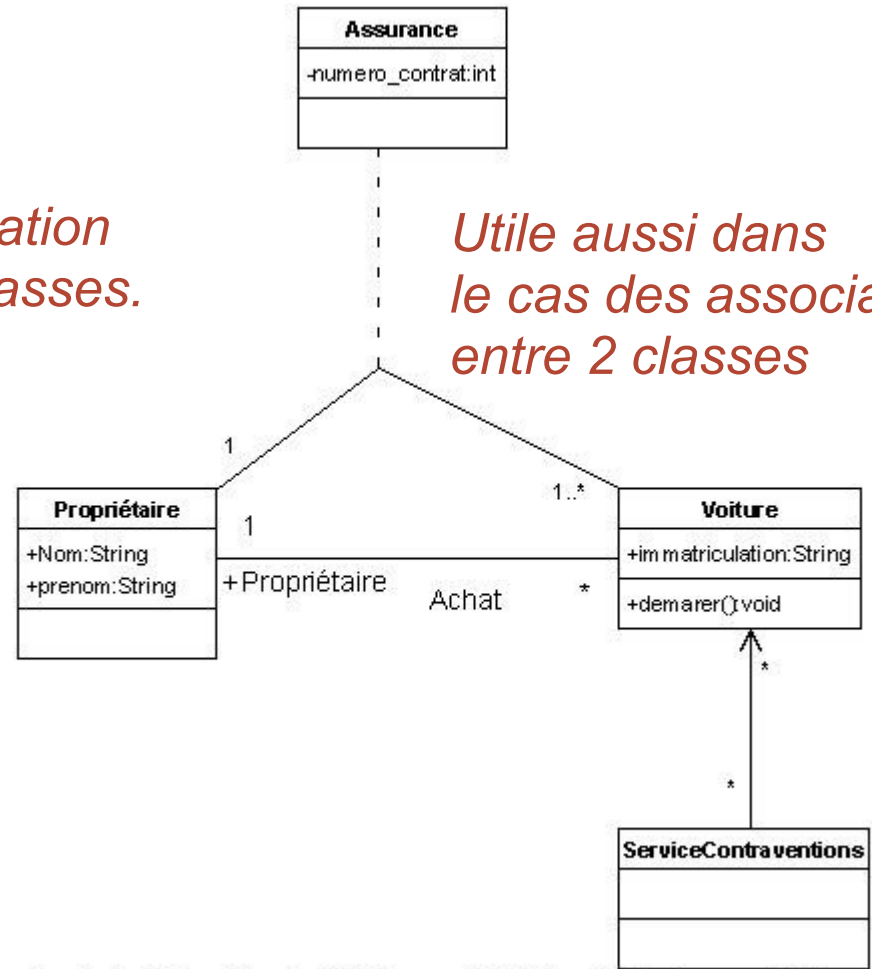 Assurance
-numero_contrat:int
ation
asses.
Utile aussi dans
le cas des associa
entre 2 classes
1
1..*
Propriétaire
+Nom:String
+prenom:String
1
+Propriétaire
Achat
*
Voiture
+immatriculation:String
+demarer():void
*
*
ServiceContraventions